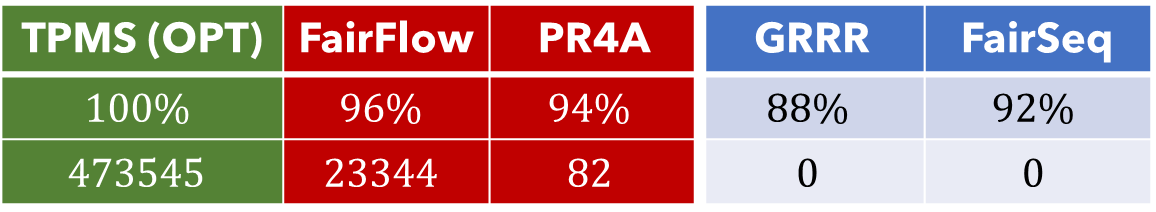 TPMS (OPT) FairFlow PR4A GRRR FairSeq
100% 96% 94% 88% 92%
473545 23344 82 0 0